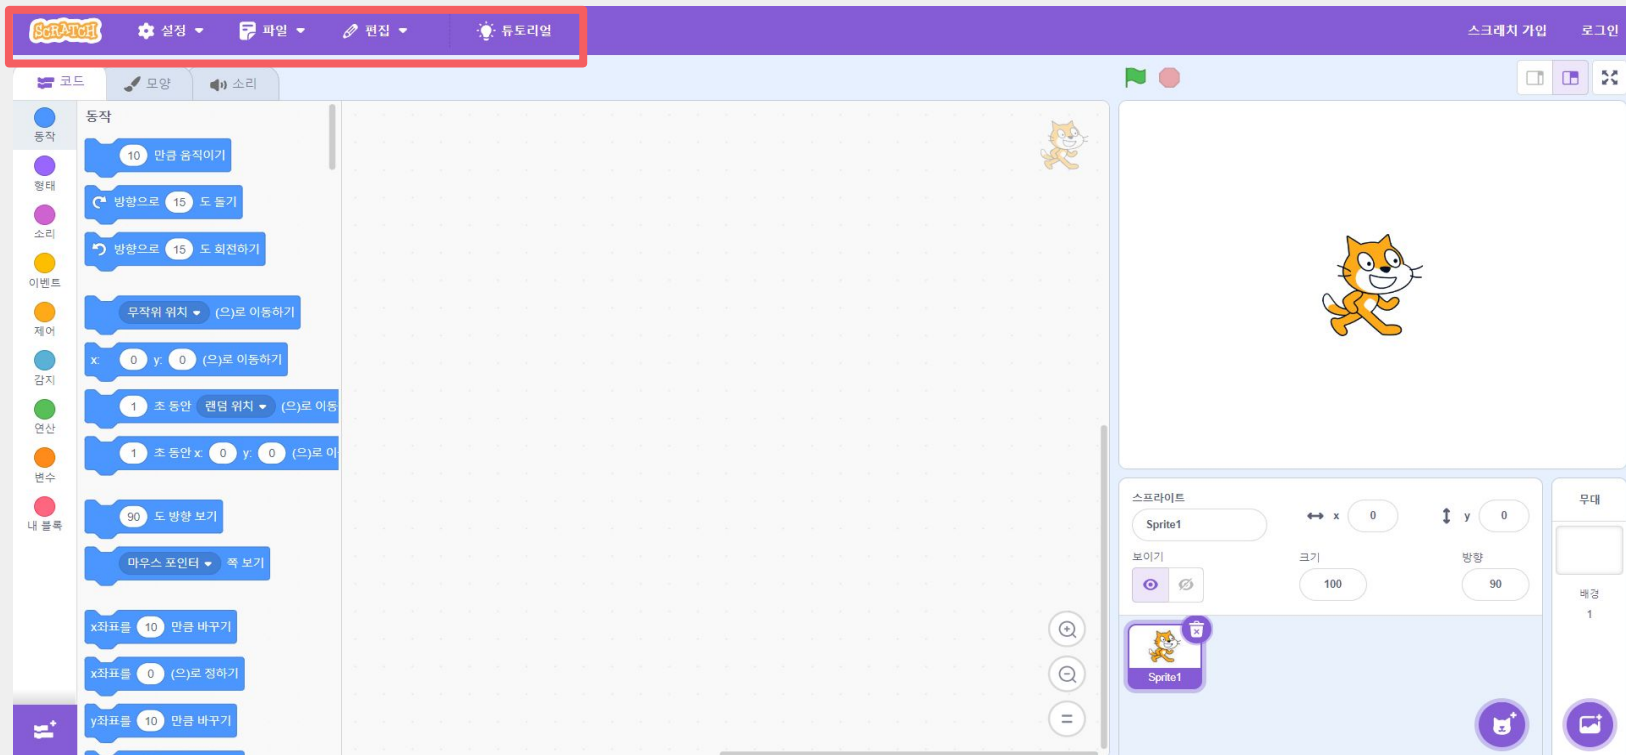 SCRATCH 설정 파일 편집 튜토리얼 스크래치 가입 로그인
코드 모양 소리
동작
형태
소리
이벤트
제어
감지
연산
변수
내 블록
동작
10 만큼 움직이기
방향으로 15 도 돌기
방향으로 15 도 회전하기
무작위 위치 (으)로 이동하기
x: 0 y: 0 (으)로 이동하기
1 초 동안 랜덤 위치 (으)로 이동
1 초 동안 x: 0 y: 0 (으)로 이
90 도 방향 보기
마우스 포인터 쪽 보기
x좌표를 10 만큼 바꾸기
x좌표를 0 (으)로 정하기
y좌표를 10 만큼 바꾸기
스프라이트
Sprite1 x 0 y 0
보이기 크기 방향
100 90
Sprite1
무대
배경
1